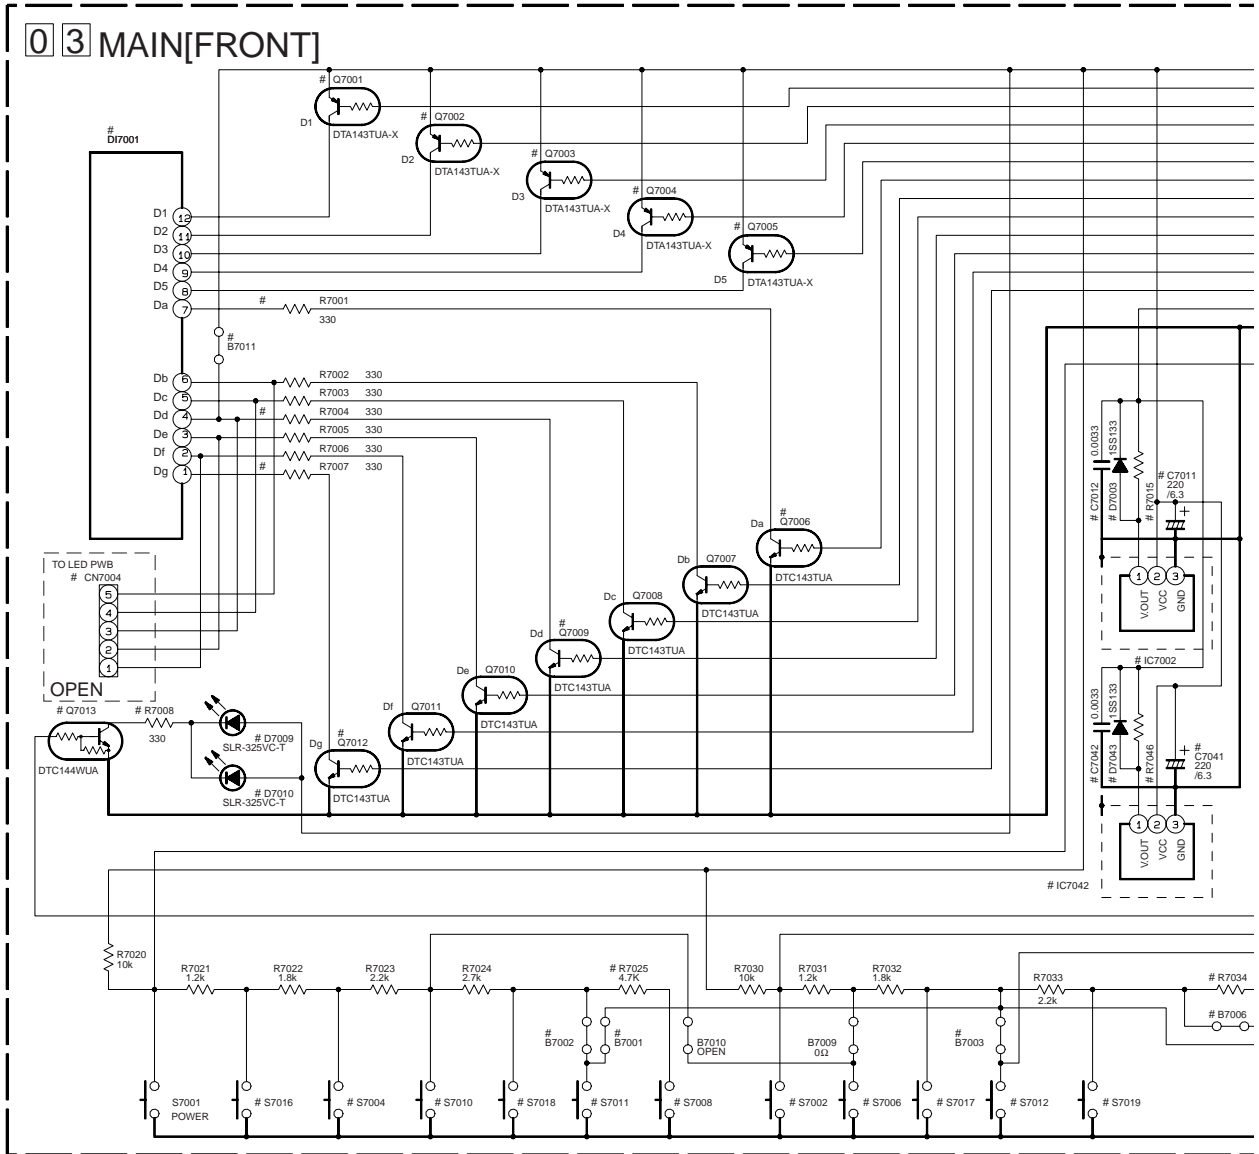 0 3 MAIN[FRONT]
# Q7001
D1
DTA143TUA-X
# Q7002
D2
DTA143TUA-X
# Q7003
D3
DTA143TUA-X
# Q7004
D4
DTA143TUA-X
# Q7005
D5
DTA143TUA-X
#
DI7001
D1 12
D2 11
D3 10
D4 9
D5 8
Da 7
# R7001
330
#
B7011
Db 6
Dc 5
Dd 4
De 3
Df 2
Dg 1
R7002 330
R7003 330
# R7004 330
R7005 330
R7006 330
# R7007 330
#
Da Q7006
DTC143TUA
Db Q7007
DTC143TUA
Dc Q7008
DTC143TUA
#
Dd Q7009
DTC143TUA
De Q7010
DTC143TUA
Df Q7011
DTC143TUA
#
Dg Q7012
DTC143TUA
TO LED PWB
# CN7004
5
4
3
2
1
OPEN
# Q7013
DTC144WUA
# R7008
330
# D7009
SLR-325VC-T
# D7010
SLR-325VC-T
0.0033
# C7012
1SS133
# D7003
# R7015
# C7011
220
/6.3
+
1 2 3
V.OUT
VCC
GND
# IC7002
0.0033
# C7042
1SS133
# D7043
# R7046
+
#
C7041
220
/6.3
1 2 3
V.OUT
VCC
GND
# IC7042
R7020
10k
R7021
1.2k
R7022
1.8k
R7023
2.2k
R7024
2.7k
# R7025
4.7K
R7030
10k
R7031
1.2k
R7032
1.8k
R7033
2.2k
# R7034
#
B7002
#
B7001
B7010
OPEN
B7009
0Ω
#
B7003
# B7006
S7001
POWER
# S7016
# S7004
# S7010
# S7018
# S7011
# S7008
# S7002
# S7006
# S7017
# S7012
# S7019